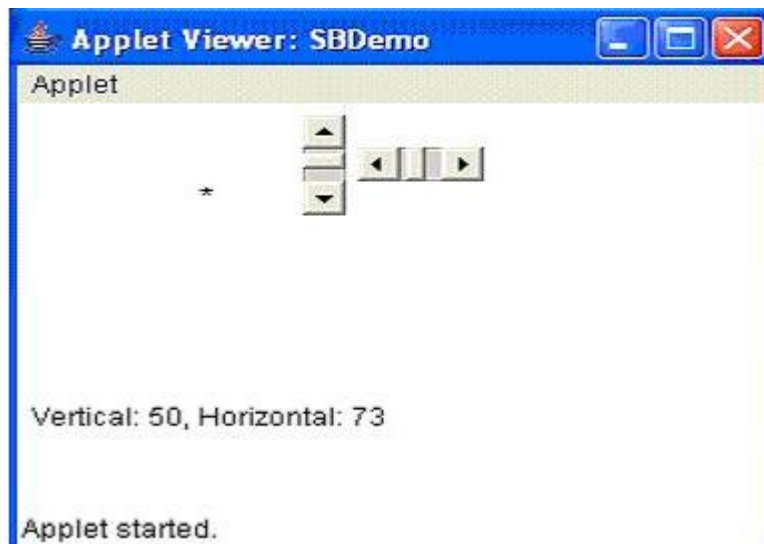 Applet Viewer: SBDemo
Applet
*
Vertical: 50, Horizontal: 73
Applet started.